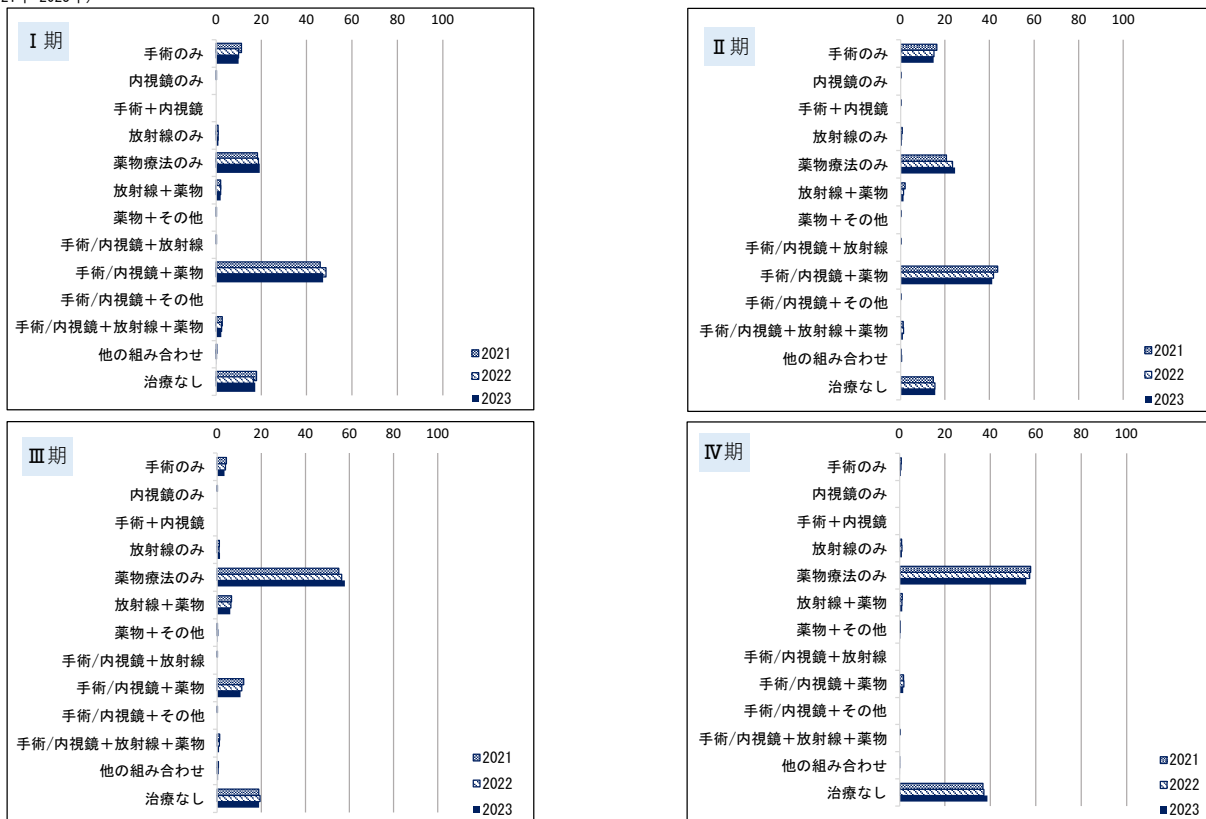 0 20 40 60 80 100
Ⅰ期
手術のみ
内視鏡のみ
手術+内視鏡
放射線のみ
薬物療法のみ
放射線+薬物
薬物+その他
手術/内視鏡+放射線
手術/内視鏡+薬物
手術/内視鏡+その他
手術/内視鏡+放射線+薬物
他の組み合わせ
治療なし
2021
2022
2023
0 20 40 60 80 100
Ⅱ期
手術のみ
内視鏡のみ
手術+内視鏡
放射線のみ
薬物療法のみ
放射線+薬物
薬物+その他
手術/内視鏡+放射線
手術/内視鏡+薬物
手術/内視鏡+その他
手術/内視鏡+放射線+薬物
他の組み合わせ
治療なし
2021
2022
2023
0 20 40 60 80 100
Ⅲ期
手術のみ
内視鏡のみ
手術+内視鏡
放射線のみ
薬物療法のみ
放射線+薬物
薬物+その他
手術/内視鏡+放射線
手術/内視鏡+薬物
手術/内視鏡+その他
手術/内視鏡+放射線+薬物
他の組み合わせ
治療なし
2021
2022
2023
0 20 40 60 80 100
Ⅳ期
手術のみ
内視鏡のみ
手術+内視鏡
放射線のみ
薬物療法のみ
放射線+薬物
薬物+その他
手術/内視鏡+放射線
手術/内視鏡+薬物
手術/内視鏡+その他
手術/内視鏡+放射線+薬物
他の組み合わせ
治療なし
2021
2022
2023